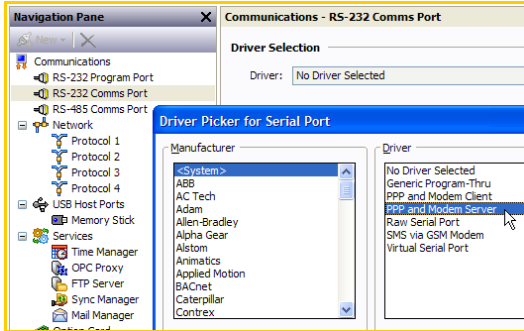 Navigation Pane
New
Communications
RS-232 Program Port
RS-232 Comms Port
RS-485 Comms Port
Network
Protocol 1
Protocol 2
Protocol 3
Protocol 4
USB Host Ports
Memory Stick
Services
Time Manager
OPC Proxy
FTP Server
Sync Manager
Mail Manager
Option Card
Communications - RS-232 Comms Port
Driver Selection
Driver: No Driver Selected
Driver Picker for Serial Port
Manufacturer
<System>
ABB
AC Tech
Adam
Allen-Bradley
Alpha Gear
Alstom
Animatics
Applied Motion
BACnet
Caterpillar
Contrex
Driver
No Driver Selected
Generic Program-Thru
PPP and Modem Client
PPP and Modem Server
Raw Serial Port
SMS via GSM Modem
Virtual Serial Port